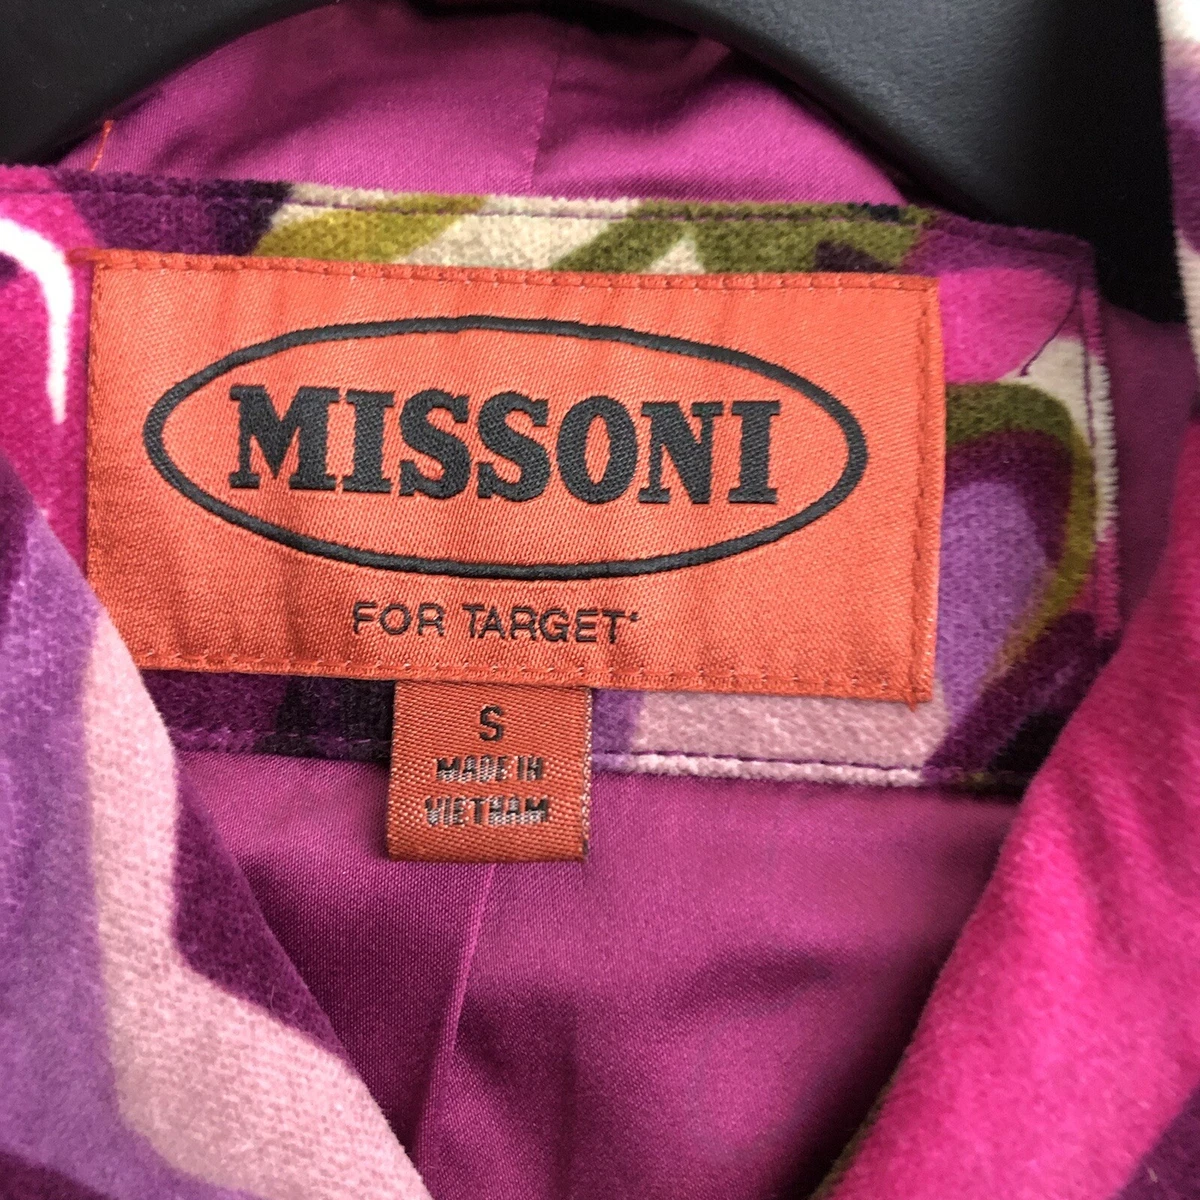 MISSONI
FOR TARGET*
S
MADE IN
VIETNAM